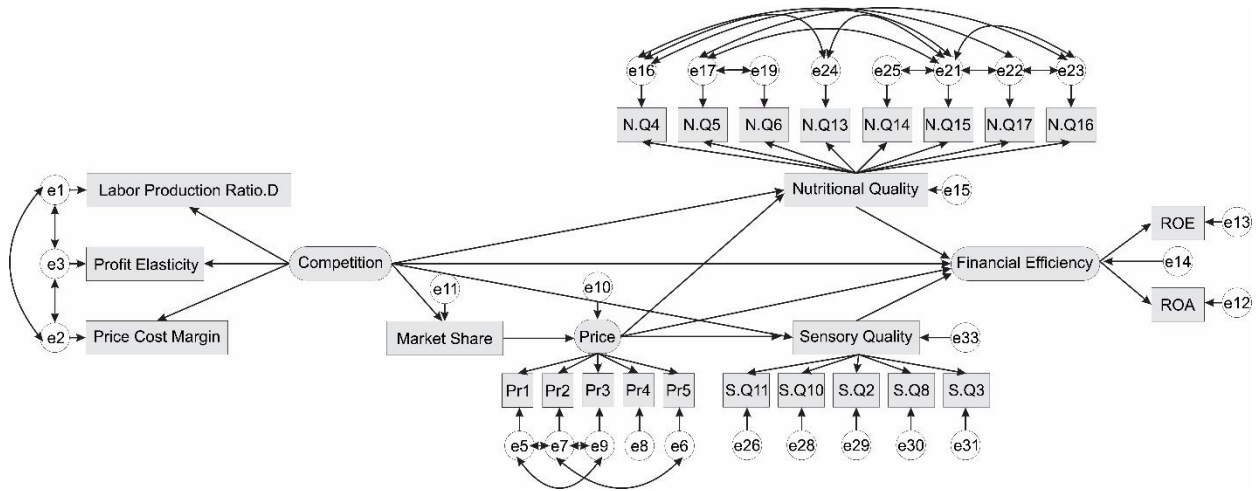 e16 e17 e19 e24 e25 e21 e22 e23
N.Q4 N.Q5 N.Q6 N.Q13 N.Q14 N.Q15 N.Q17 N.Q16
e1 Labor Production Ratio.D
Nutritional Quality e15
ROE e13
e3 Profit Elasticity
Competition
Financial Efficiency e14
e11 e10
ROA e12
e2 Price Cost Margin
Market Share
Price
Sensory Quality e33
Pr1 Pr2 Pr3 Pr4 Pr5
S.Q11 S.Q10 S.Q2 S.Q8 S.Q3
e5 e7 e9 e8 e6
e26 e28 e29 e30 e31